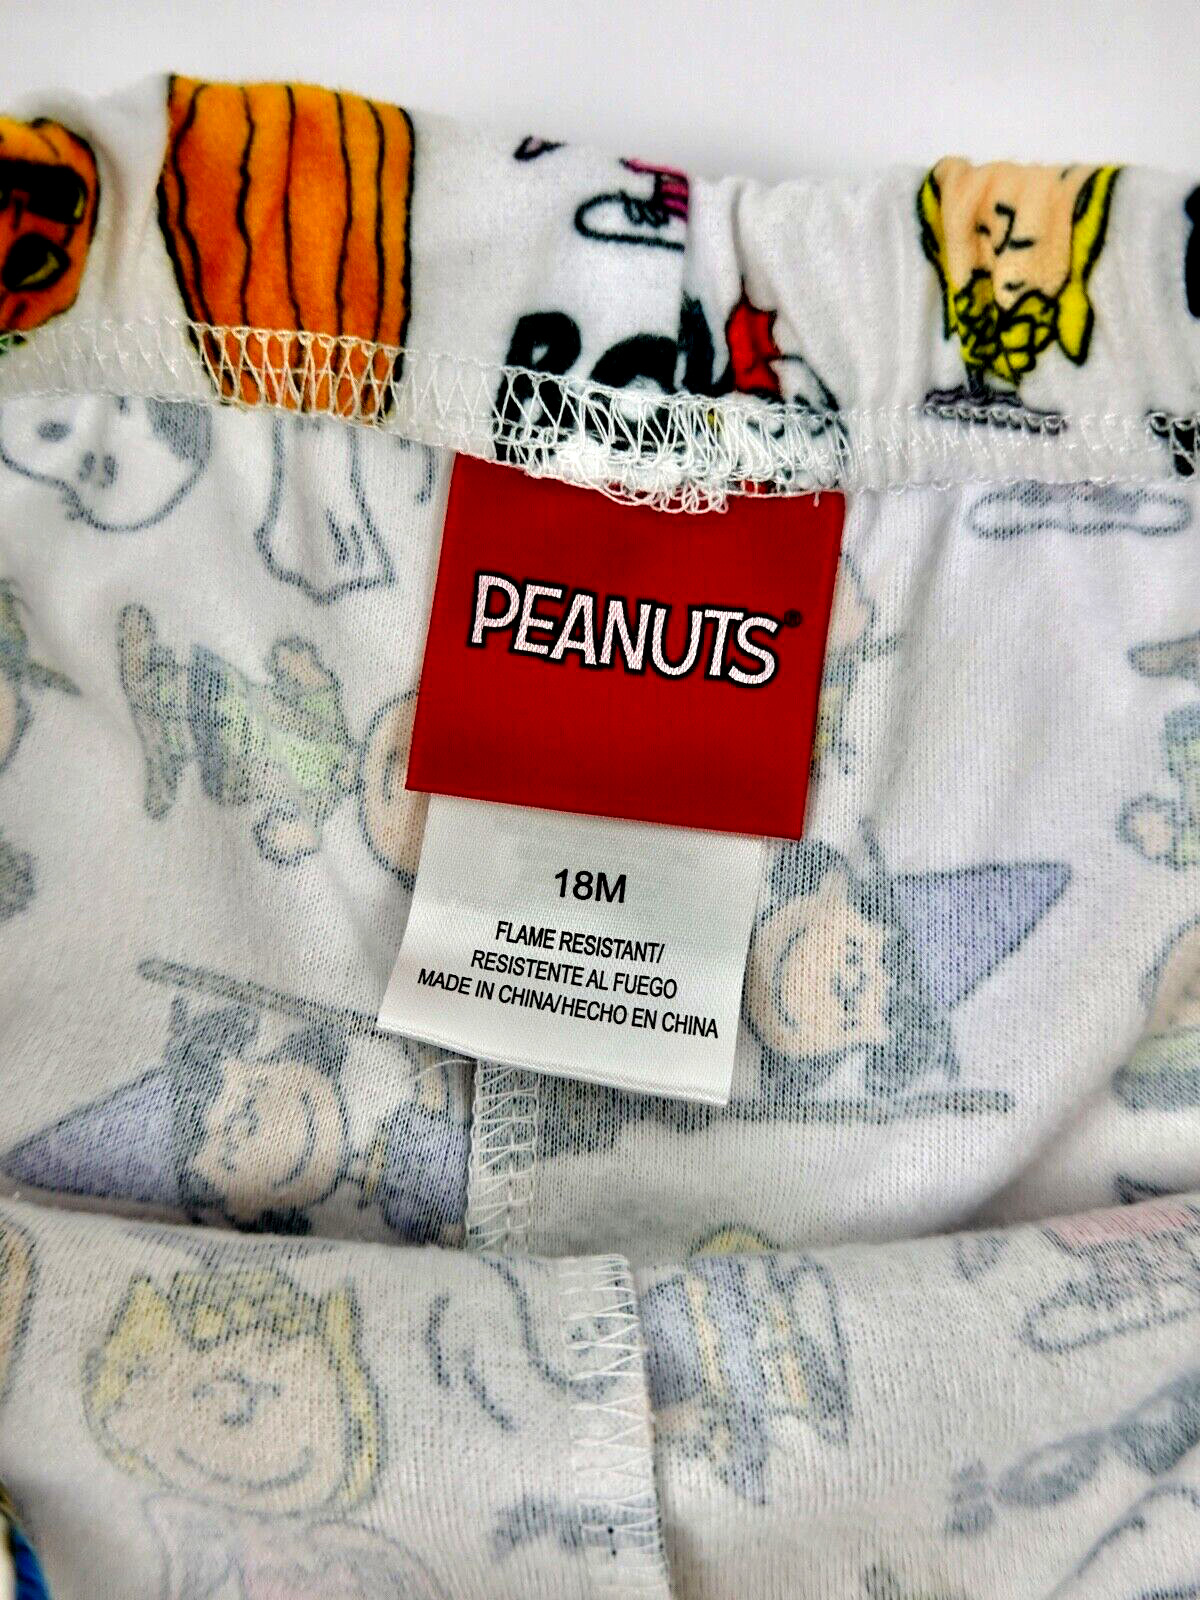 PEANUTS®
18M
FLAME RESISTANT/
RESISTENTE AL FUEGO
MADE IN CHINA/HECHO EN CHINA